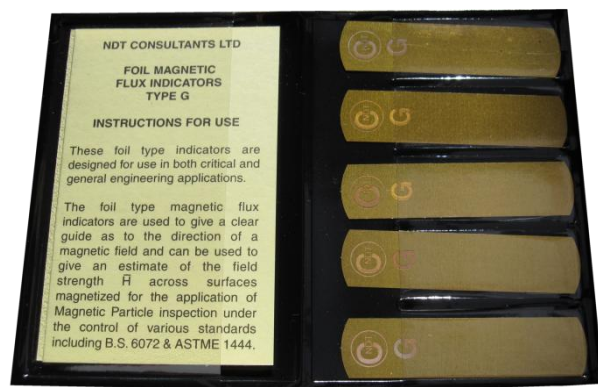 NDT CONSULTANTS LTD
FOIL MAGNETIC
FLUX INDICATORS
TYPE G
INSTRUCTIONS FOR USE
These foil type indicators are
designed for use in both critical and
general engineering applications.
The foil type magnetic flux
indicators are used to give a clear
guide as to the direction of a
magnetic field and can be used to
give an estimate of the field
strength H̄ across surfaces
magnetized for the application of
Magnetic Particle inspection under
the control of various standards
including B.S. 6072 & ASTME 1444.
G
G
G
G
G